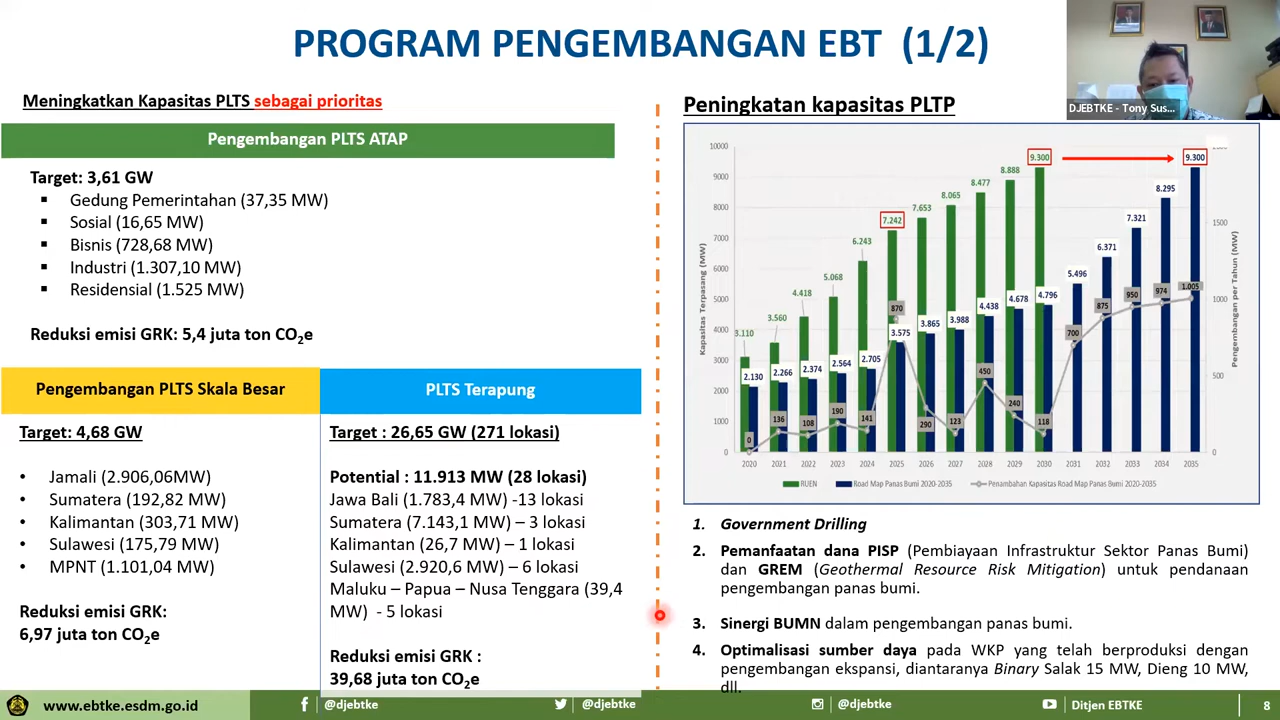 PROGRAM PENGEMBANGAN EBT (1/2)
DJEBTKE - Tony Sus...
Meningkatkan Kapasitas PLTS sebagai prioritas
Pengembangan PLTS ATAP
Target: 3,61 GW
▪ Gedung Pemerintahan (37,35 MW)
▪ Sosial (16,65 MW)
▪ Bisnis (728,68 MW)
▪ Industri (1.307,10 MW)
▪ Residensial (1.525 MW)
Reduksi emisi GRK: 5,4 juta ton CO2e
Pengembangan PLTS Skala Besar
Target: 4,68 GW
• Jamali (2.906,06MW)
• Sumatera (192,82 MW)
• Kalimantan (303,71 MW)
• Sulawesi (175,79 MW)
• MPNT (1.101,04 MW)
Reduksi emisi GRK:
6,97 juta ton CO2e
PLTS Terapung
Target : 26,65 GW (271 lokasi)
Potential : 11.913 MW (28 lokasi)
Jawa Bali (1.783,4 MW) -13 lokasi
Sumatera (7.143,1 MW) – 3 lokasi
Kalimantan (26,7 MW) – 1 lokasi
Sulawesi (2.920,6 MW) – 6 lokasi
Maluku – Papua – Nusa Tenggara (39,4
MW) - 5 lokasi
Reduksi emisi GRK :
39,68 juta ton CO2e
Peningkatan kapasitas PLTP
Kapasitas Terpasang (MW)
10000
9000
8000
7000
6000
5000
4000
3000
2000
1000
0
3.110
3.560
4.418
5.068
6.243
7.242
7.653
8.065
8.477
8.888
9.300
2.130
2.266
2.374
2.564
2.705
3.575
3.865
3.988
4.438
4.678
4.796
5.496
6.371
7.321
8.295
9.300
0
136
108
190
141
870
290
123
450
240
118
700
875
950
974
1.005
1500
1000
500
0
Pengembangan per Tahun (MW)
2020 2021 2022 2023 2024 2025 2026 2027 2028 2029 2030 2031 2032 2033 2034 2035
RUEN Road Map Panas Bumi 2020-2035 Penambahan Kapasitas Road Map Panas Bumi 2020-2035
1. Government Drilling
2. Pemanfaatan dana PISP (Pembiayaan Infrastruktur Sektor Panas Bumi)
dan GREM (Geothermal Resource Risk Mitigation) untuk pendanaan
pengembangan panas bumi.
3. Sinergi BUMN dalam pengembangan panas bumi.
4. Optimalisasi sumber daya pada WKP yang telah berproduksi dengan
pengembangan ekspansi, diantaranya Binary Salak 15 MW, Dieng 10 MW,
dll.
www.ebtke.esdm.go.id @djebtke @djebtke @djebtke Ditjen EBTKE 8